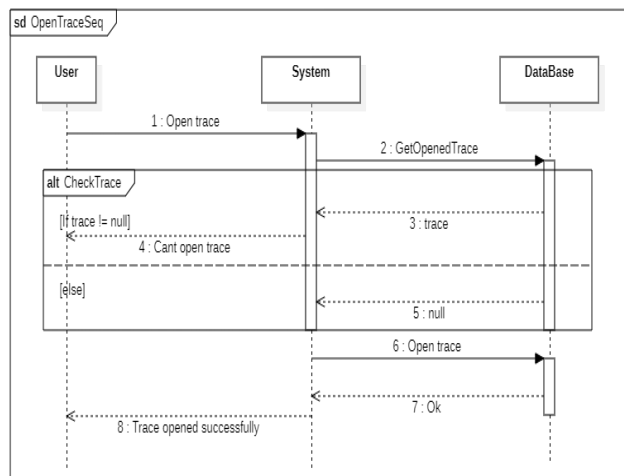 sd OpenTraceSeq
User
System
DataBase
1 : Open trace
2 : GetOpenedTrace
alt CheckTrace
[If trace != null]
3 : trace
4 : Cant open trace
[else]
5 : null
6 : Open trace
7 : Ok
8 : Trace opened successfully